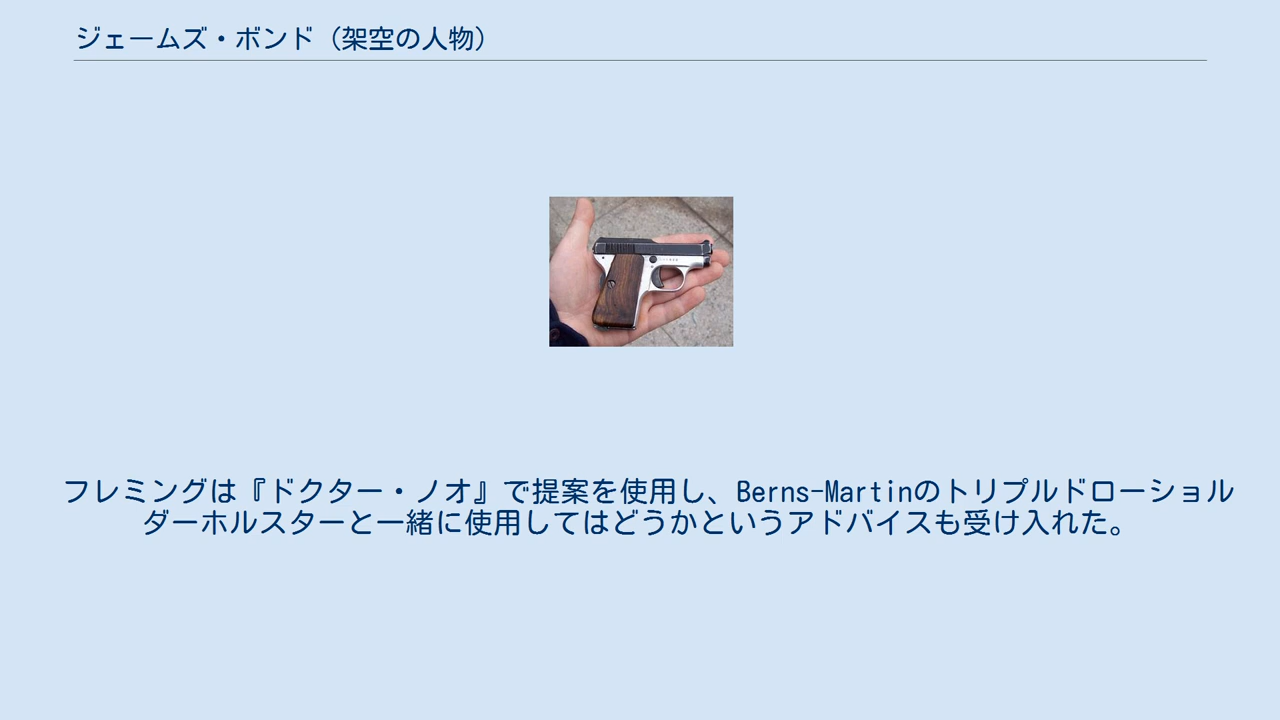 ジェームズ・ボンド（架空の人物）
フレミングは『ドクター・ノオ』で提案を使用し、Berns-Martinのトリプルドローショル
ダーホルスターと一緒に使用してはどうかというアドバイスも受け入れた。